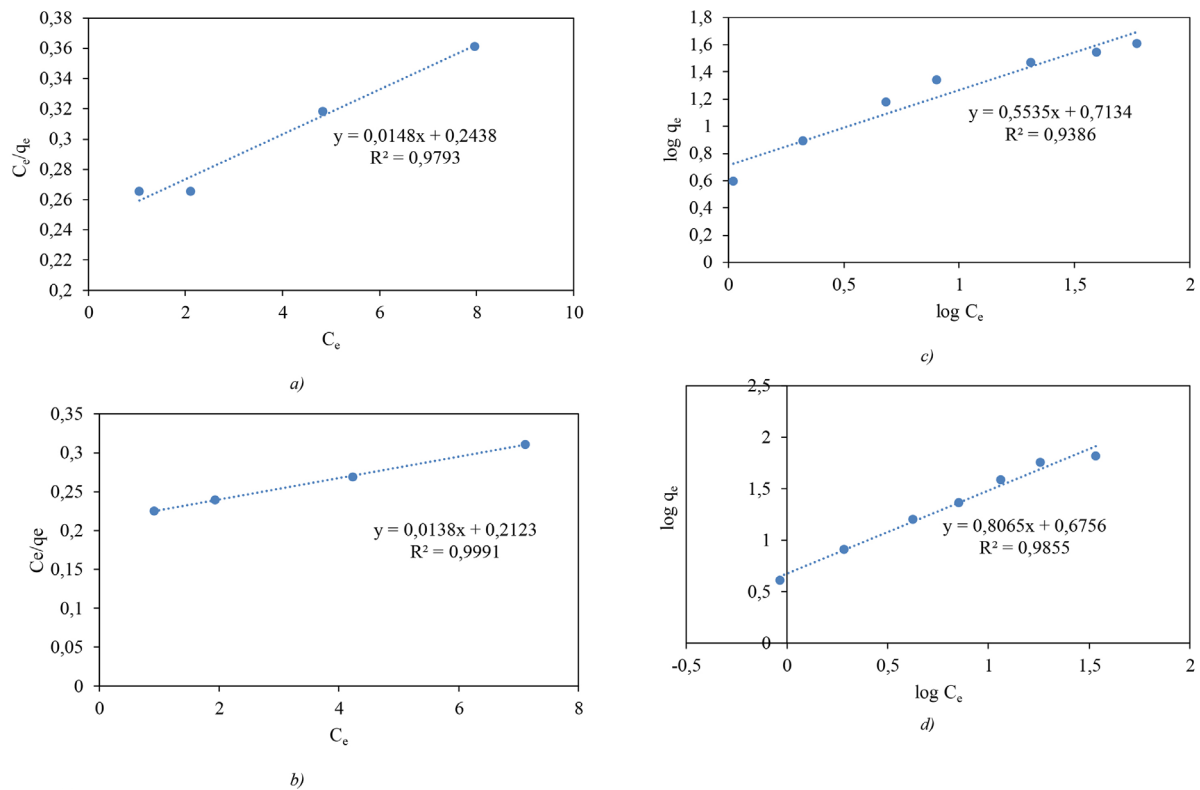 0,38
0,36
0,34
0,32
0,3
0,28
0,26
0,24
0,22
0,2
Ce/qe
y = 0,0148x + 0,2438
R² = 0,9793
0 2 4 6 8 10
Ce
a)
0,35
0,3
0,25
0,2
0,15
0,1
0,05
0
Ce/qe
y = 0,0138x + 0,2123
R² = 0,9991
0 2 4 6 8
Ce
b)
1,8
1,6
1,4
1,2
1
0,8
0,6
0,4
0,2
0
log qe
y = 0,5535x + 0,7134
R² = 0,9386
0 0,5 1 1,5 2
log Ce
c)
2,5
2
1,5
1
0,5
0
log qe
y = 0,8065x + 0,6756
R² = 0,9855
-0,5 0 0,5 1 1,5 2
log Ce
d)